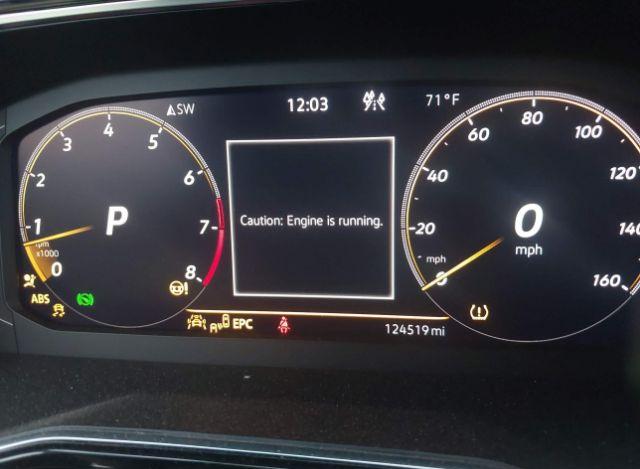 SW 12:03 71°F
4
3 5
2 6
1 7
rpm
x1000
0 8
P
Caution: Engine is running.
80
60 100
40 120
20 140
mph
0 160
0
mph
ABS
EPC
124519 mi